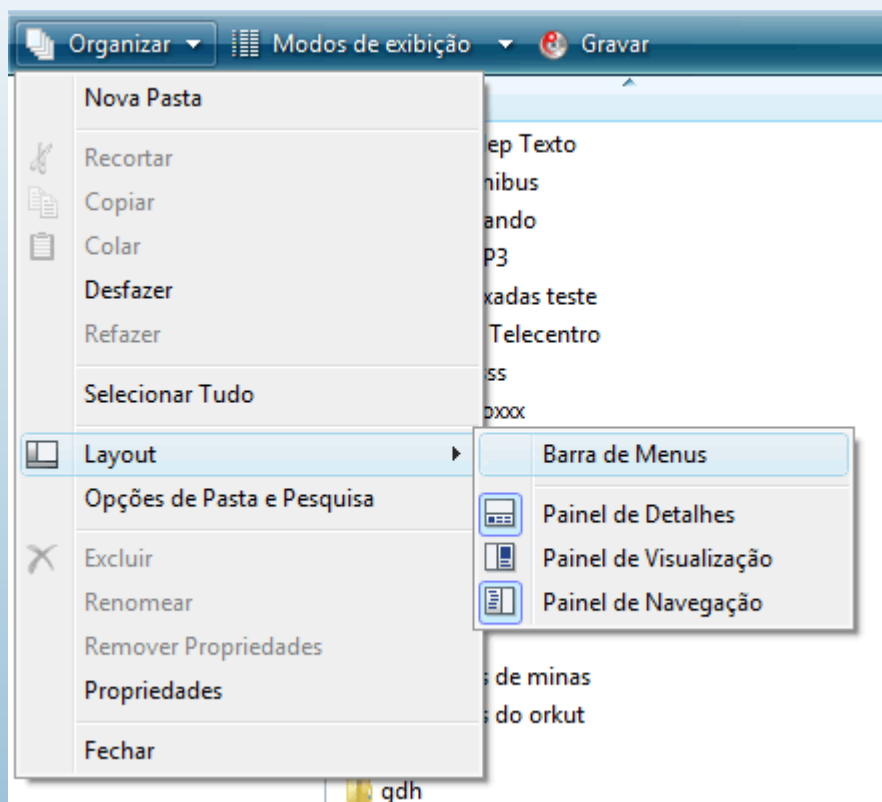 Organizar Modos de exibição Gravar
Nova Pasta
Recortar
Copiar
Colar
Desfazer
Refazer
Selecionar Tudo
Layout
Opções de Pasta e Pesquisa
Excluir
Renomear
Remover Propriedades
Propriedades
Fechar
ep Texto
nibus
ando
P3
xadas teste
Telecentro
ss
oxxx
Barra de Menus
Painel de Detalhes
Painel de Visualização
Painel de Navegação
s de minas
s do orkut
gdh